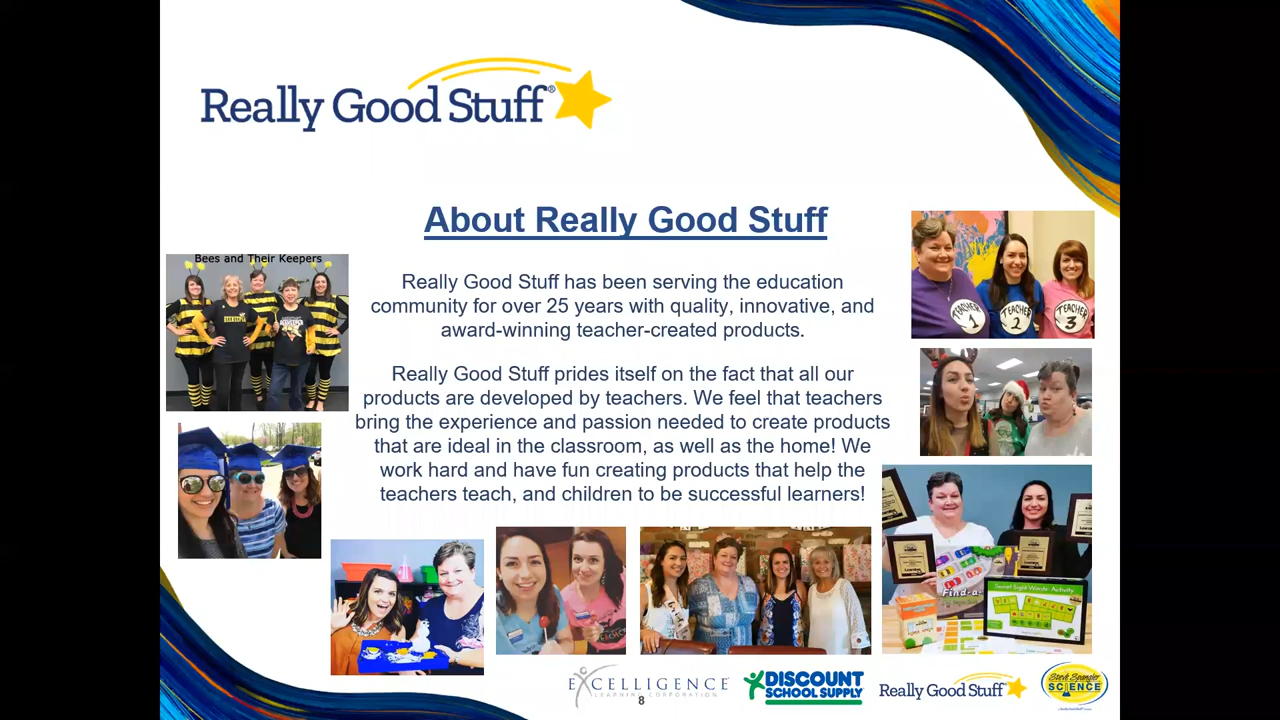 Really Good Stuff®
About Really Good Stuff
Bees and Their Keepers
Really Good Stuff has been serving the education
community for over 25 years with quality, innovative, and
award-winning teacher-created products.
Really Good Stuff prides itself on the fact that all our
products are developed by teachers. We feel that teachers
bring the experience and passion needed to create products
that are ideal in the classroom, as well as the home! We
work hard and have fun creating products that help the
teachers teach, and children to be successful learners!
TEACHER 1
TEACHER 2
TEACHER 3
Find-a-
Sight Words Activity
EXCELLIGENCE
LEARNING CORPORATION
8
DISCOUNT
SCHOOL SUPPLY
Really Good Stuff
Steve Spangler
SCIENCE